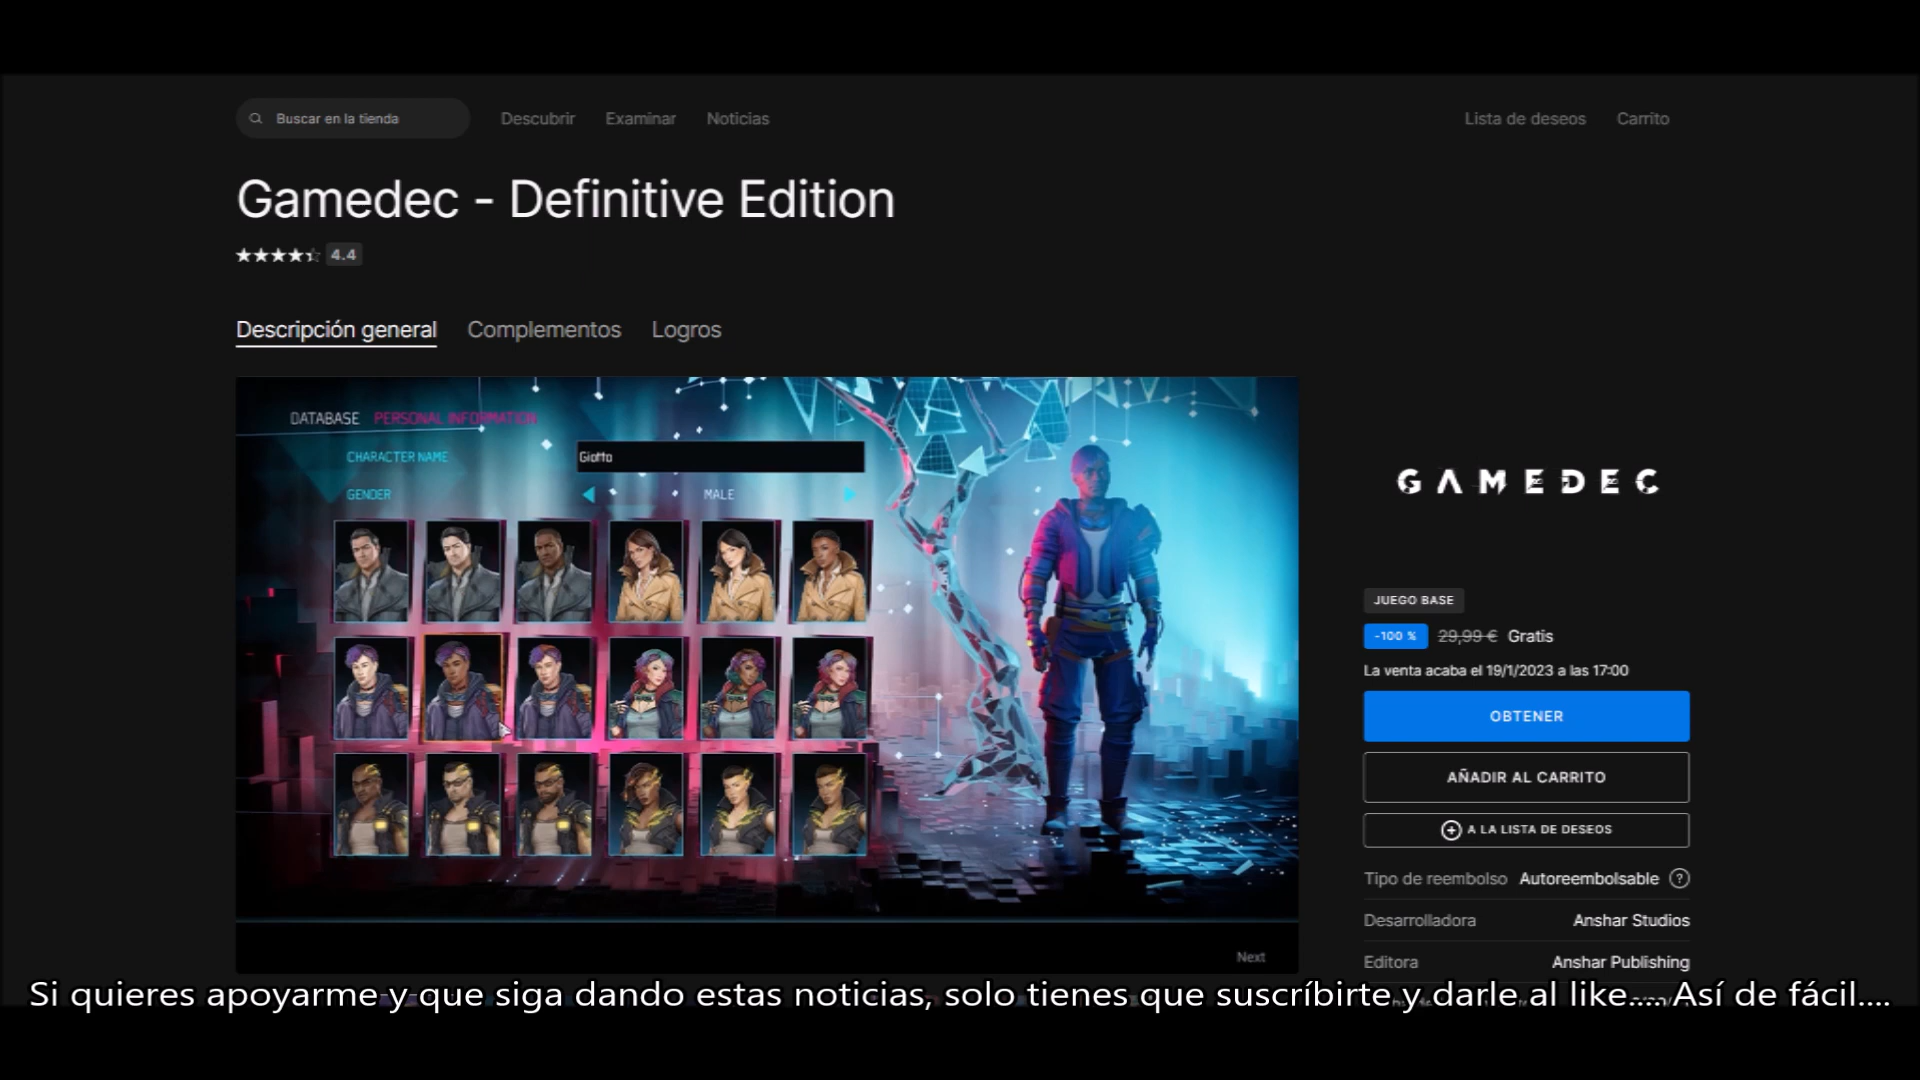 Buscar en la tienda
Descubrir
Examinar
Noticias
Lista de deseos
Carrito
Gamedec - Definitive Edition
4.4
Descripción general
Complementos
Logros
DATABASE PERSONAL INFORMATION
CHARACTER NAME
Giotto
GENDER
MALE
Next
GAMEDEC
JUEGO BASE
-100 % 29,99 € Gratis
La venta acaba el 19/1/2023 a las 17:00
OBTENER
AÑADIR AL CARRITO
A LA LISTA DE DESEOS
Tipo de reembolso Autoreembolsable ?
Desarrolladora Anshar Studios
Editora Anshar Publishing
Si quieres apoyarme y que siga dando estas noticias, solo tienes que suscríbirte y darle al like.... Así de fácil....